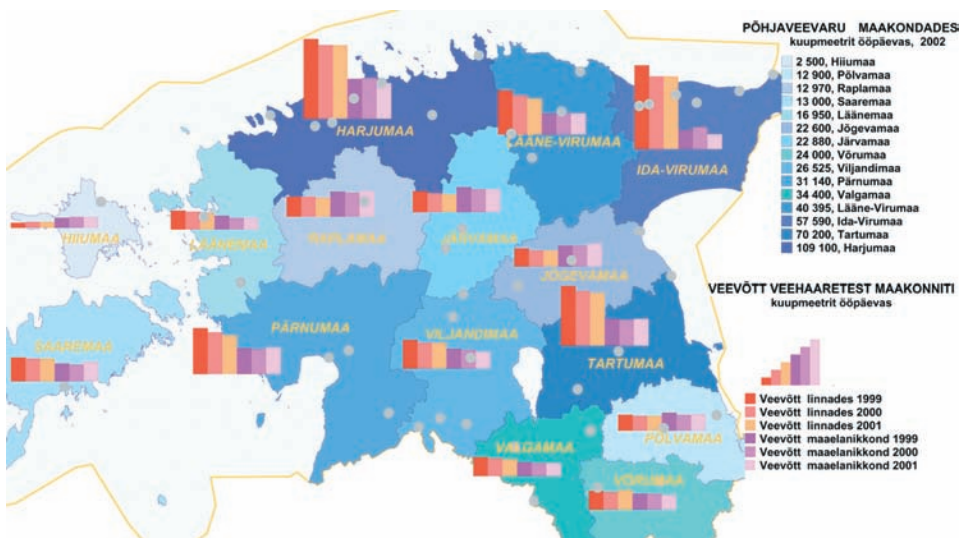 PÕHJAVEEVARU MAAKONDADES
kuupmeetrit ööpäevas, 2002
2 500, Hiiumaa
12 900, Põlvamaa
12 970, Raplamaa
13 000, Saaremaa
16 950, Läänemaa
22 600, Jõgevamaa
22 880, Järvamaa
24 000, Võrumaa
26 525, Viljandimaa
31 140, Pärnumaa
34 400, Valgamaa
40 395, Lääne-Virumaa
57 590, Ida-Virumaa
70 200, Tartumaa
109 100, Harjumaa
HARJUMAA
LÄÄNE-VIRUMAA
IDA-VIRUMAA
HIIUMAA
LÄÄNEMAA
RAPLAMAA
JÄRVAMAA
JÕGEVAMAA
SAAREMAA
PÄRNUMAA
VILJANDIMAA
TARTUMAA
VALGAMAA
PÕLVAMAA
VÕRUMAA
VEEVÕTT VEEHAARETEST MAAKONNITI
kuupmeetrit ööpäevas
Veevõtt linnades 1999
Veevõtt linnades 2000
Veevõtt linnades 2001
Veevõtt maaelanikkond 1999
Veevõtt maaelanikkond 2000
Veevõtt maaelanikkond 2001